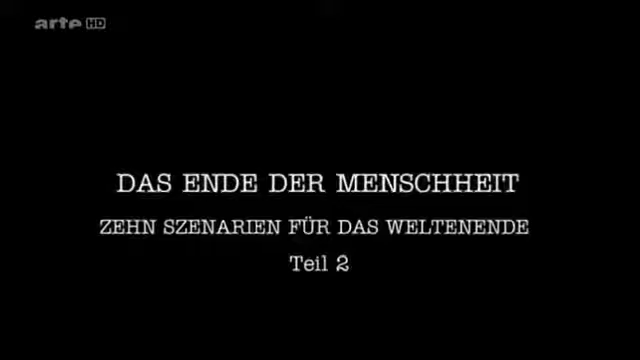 arte HD
DAS ENDE DER MENSCHHEIT
ZEHN SZENARIEN FÜR DAS WELTENENDE
Teil 2